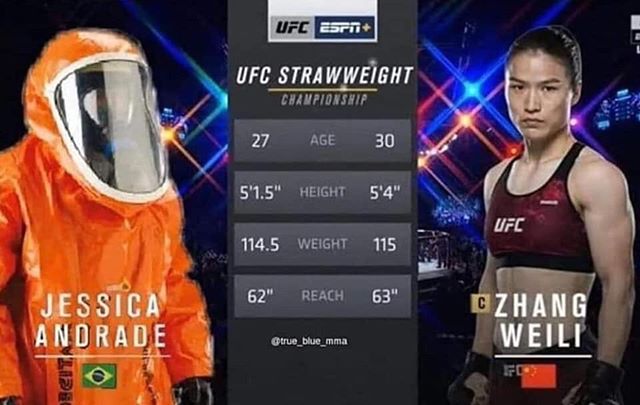 UFC ESPN+
UFC STRAWWEIGHT
CHAMPIONSHIP
27 AGE 30
5'1.5" HEIGHT 5'4"
114.5 WEIGHT 115
62" REACH 63"
@true_blue_mma
JESSICA
ANDRADE
UFC
C ZHANG
WEILI